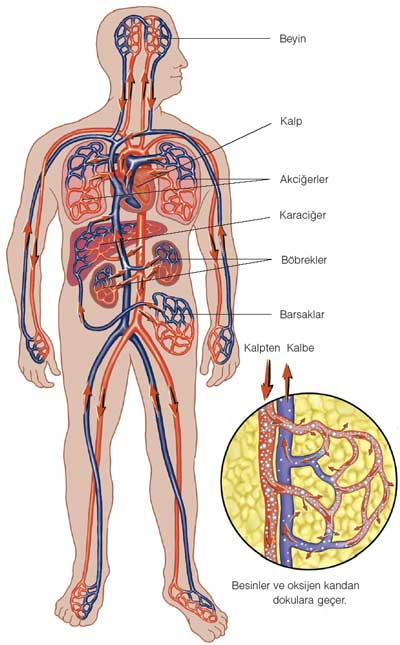 Beyin
Kalp
Akciğerler
Karaciğer
Böbrekler
Barsaklar
Kalpten Kalbe
Besinler ve oksijen kandan
dokulara geçer.